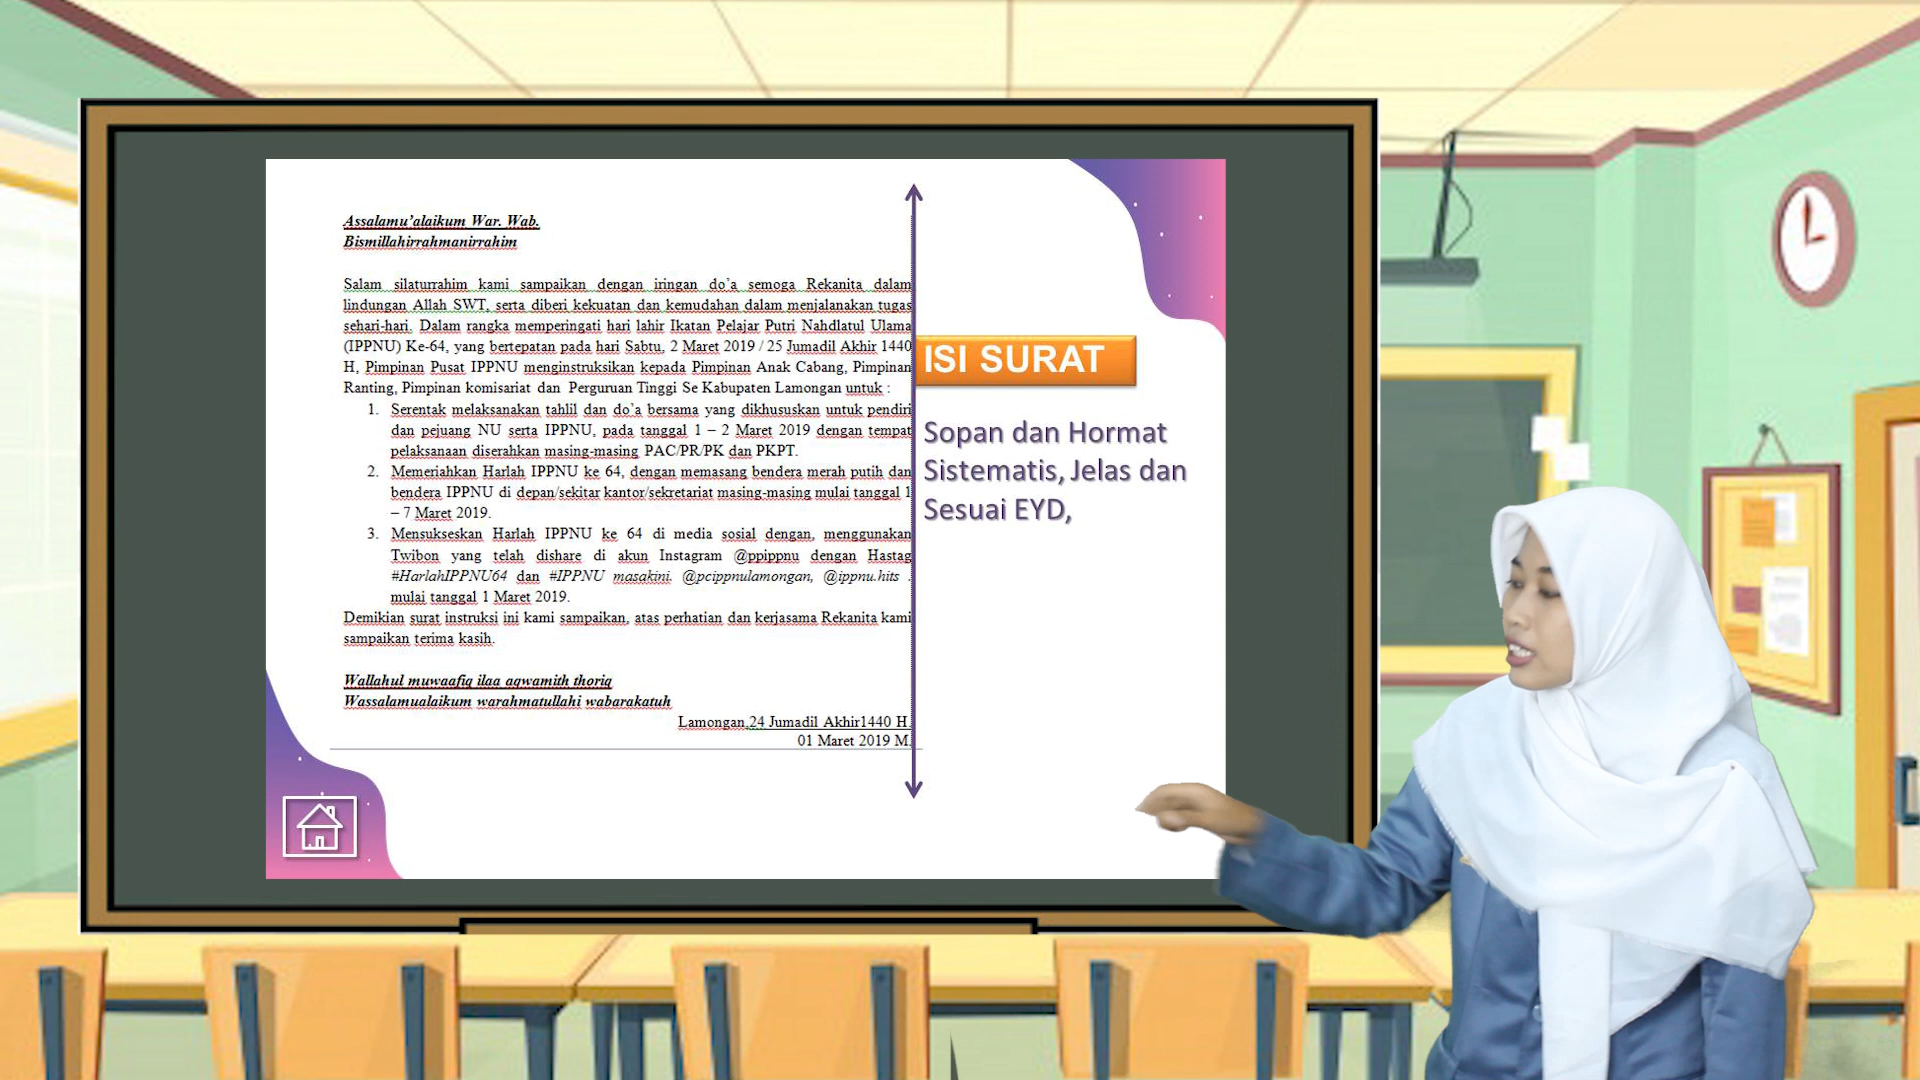 Assalamu'alaikum War. Wab.
Bismillahirrahmanirrahim
Salam silaturrahim kami sampaikan dengan iringan do'a semoga Rekanita dalam
lindungan Allah SWT, serta diberi kekuatan dan kemudahan dalam menjalanakan tugas
sehari-hari. Dalam rangka memperingati hari lahir Ikatan Pelajar Putri Nahdlatul Ulama
(IPPNU) Ke-64, yang bertepatan pada hari Sabtu, 2 Maret 2019 / 25 Jumadil Akhir 1440
H, Pimpinan Pusat IPPNU menginstruksikan kepada Pimpinan Anak Cabang, Pimpinan
Ranting, Pimpinan komisariat dan Perguruan Tinggi Se Kabupaten Lamongan untuk :
1. Serentak melaksanakan tahlil dan do'a bersama yang dikhususkan untuk pendiri
dan pejuang NU serta IPPNU, pada tanggal 1 – 2 Maret 2019 dengan tempat
pelaksanaan diserahkan masing-masing PAC/PR/PK dan PKPT.
2. Memeriahkan Harlah IPPNU ke 64, dengan memasang bendera merah putih dan
bendera IPPNU di depan/sekitar kantor/sekretariat masing-masing mulai tanggal 1
– 7 Maret 2019.
3. Mensukseskan Harlah IPPNU ke 64 di media sosial dengan, menggunakan
Twibon yang telah dishare di akun Instagram @ppippnu dengan Hastag
#HarlahIPPNU64 dan #IPPNU masakini. @pcippnulamongan, @ippnu.hits .
mulai tanggal 1 Maret 2019.
Demikian surat instruksi ini kami sampaikan, atas perhatian dan kerjasama Rekanita kami
sampaikan terima kasih.
Wallahul muwaafiq ilaa aqwamith thoriq
Wassalamualaikum warahmatullahi wabarakatuh
Lamongan,24 Jumadil Akhir1440 H.
01 Maret 2019 M.
ISI SURAT
Sopan dan Hormat
Sistematis, Jelas dan
Sesuai EYD,